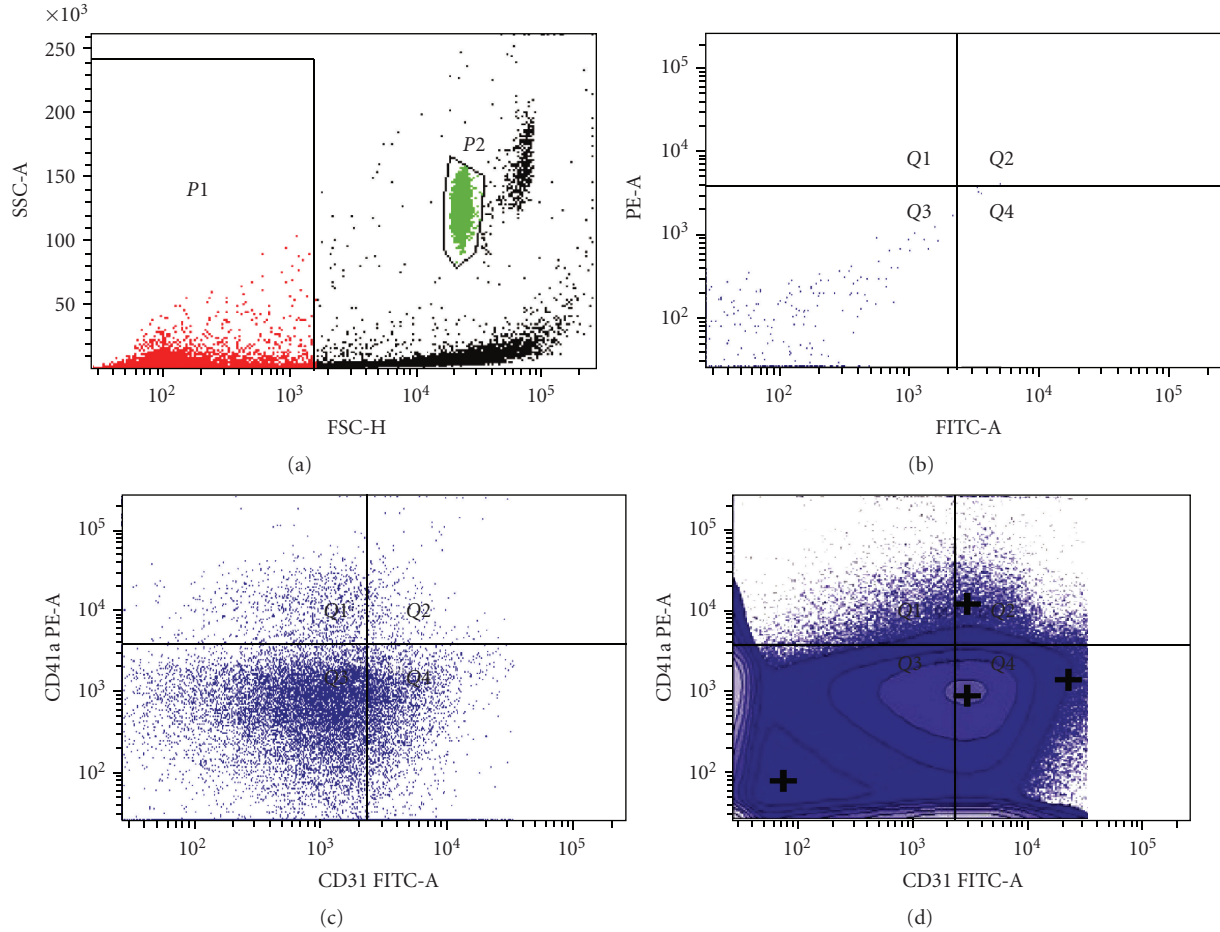 ×10³
250
200
150
100
50
SSC-A
P1
P2
10² 10³ 10⁴ 10⁵
FSC-H
(a)
10⁵
10⁴
10³
10²
PE-A
Q1 Q2
Q3 Q4
10² 10³ 10⁴ 10⁵
FITC-A
(b)
10⁵
10⁴
10³
10²
CD41a PE-A
Q1 Q2
Q3 Q4
10² 10³ 10⁴ 10⁵
CD31 FITC-A
(c)
10⁵
10⁴
10³
10²
CD41a PE-A
Q1 Q2
Q3 Q4
10² 10³ 10⁴ 10⁵
CD31 FITC-A
(d)